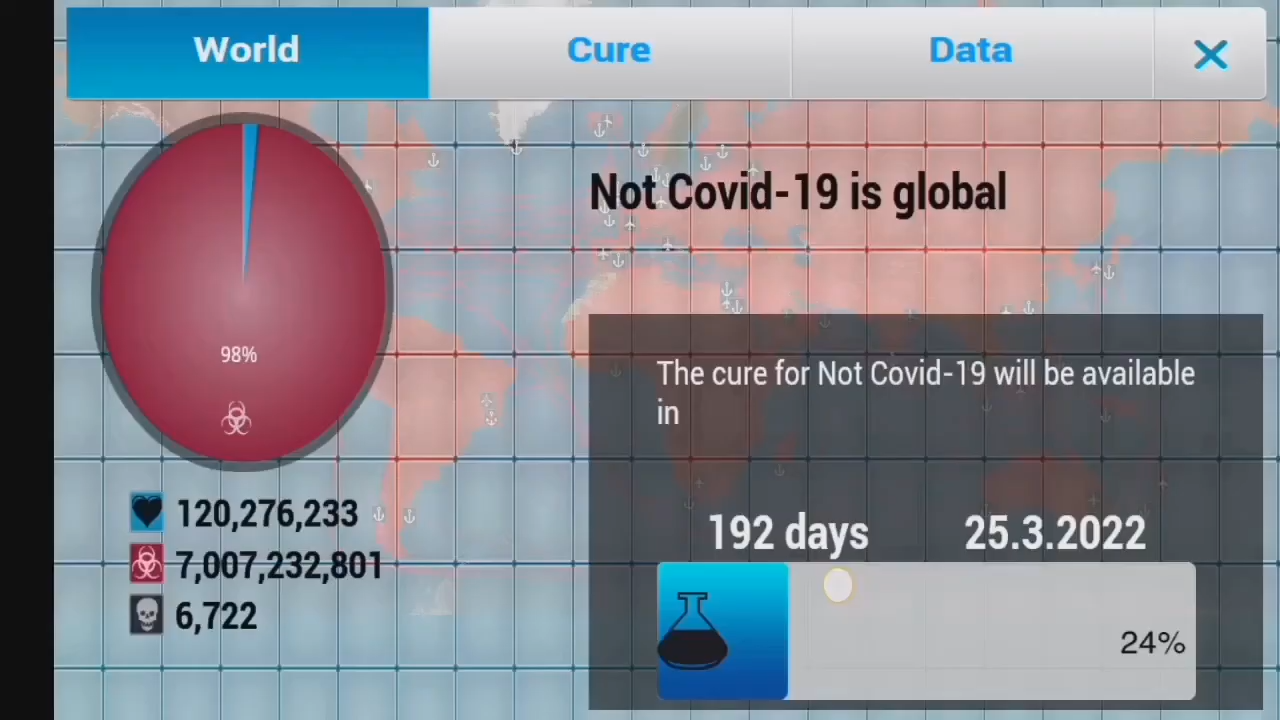 World
Cure
Data
Not Covid-19 is global
98%
The cure for Not Covid-19 will be available
in
120,276,233
192 days
25.3.2022
7,007,232,801
6,722
24%